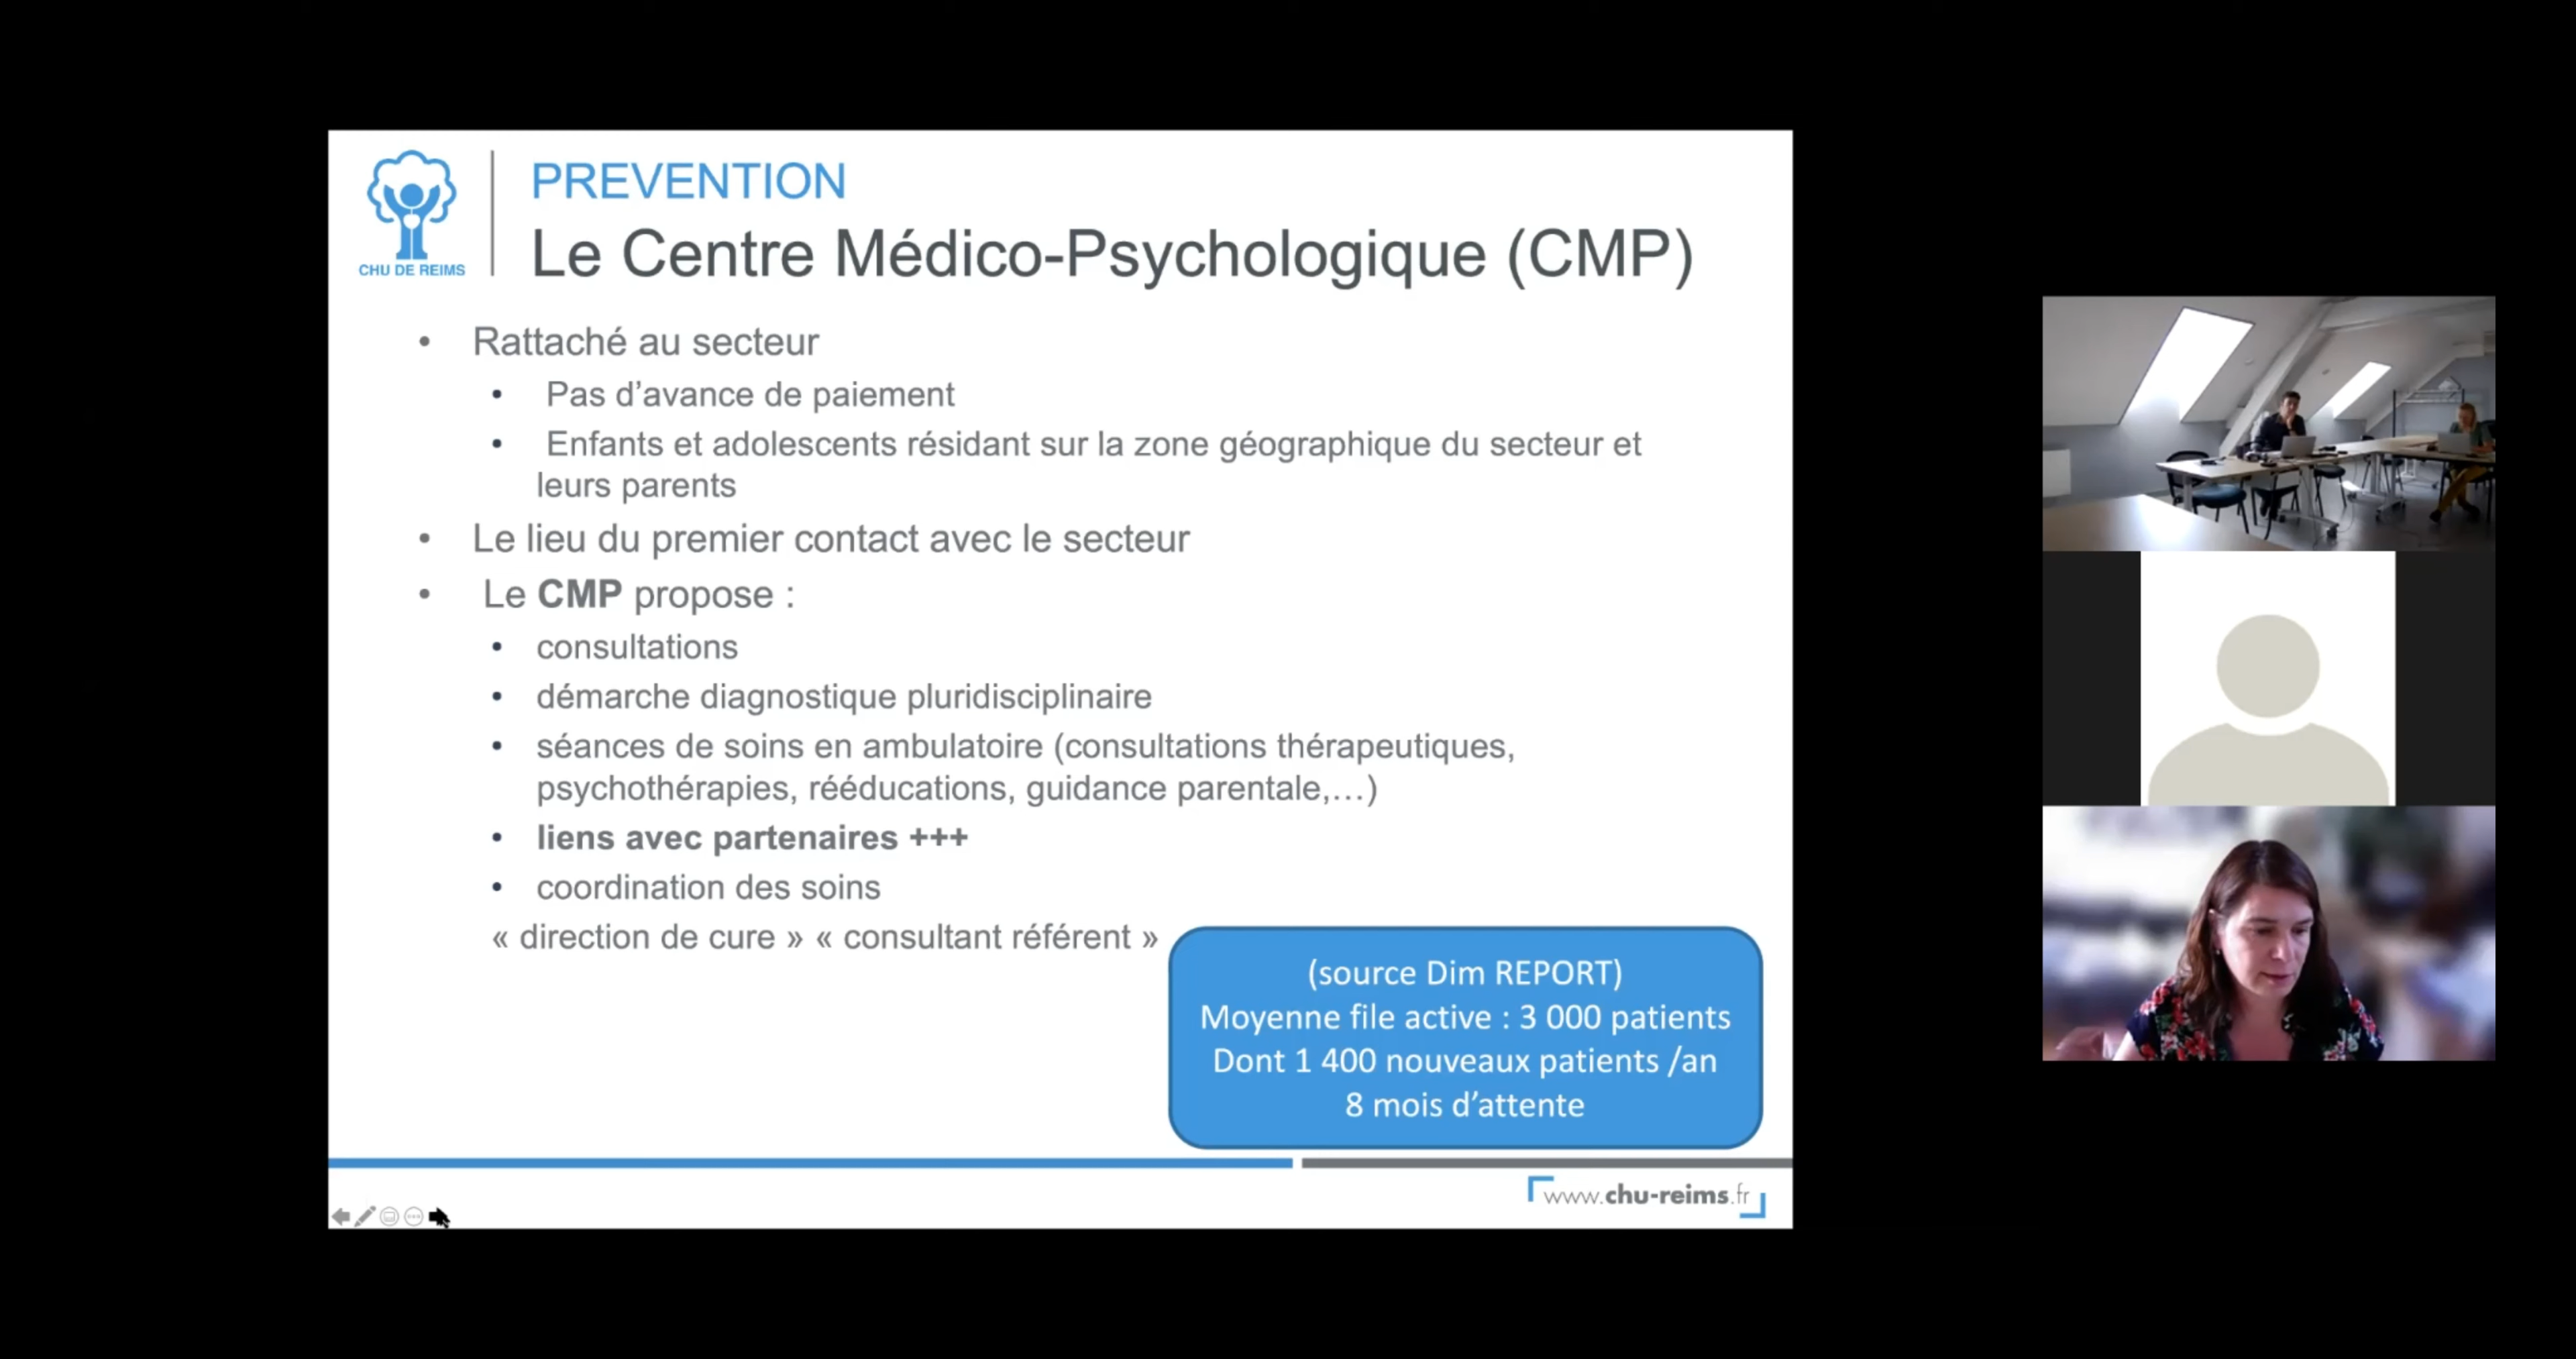 PREVENTION
Le Centre Médico-Psychologique (CMP)
CHU DE REIMS
• Rattaché au secteur
• Pas d’avance de paiement
• Enfants et adolescents résidant sur la zone géographique du secteur et
leurs parents
• Le lieu du premier contact avec le secteur
• Le CMP propose :
• consultations
• démarche diagnostique pluridisciplinaire
• séances de soins en ambulatoire (consultations thérapeutiques,
psychothérapies, rééducations, guidance parentale,…)
• liens avec partenaires +++
• coordination des soins
« direction de cure » « consultant référent »
(source Dim REPORT)
Moyenne file active : 3 000 patients
Dont 1 400 nouveaux patients /an
8 mois d’attente
www.chu-reims.fr